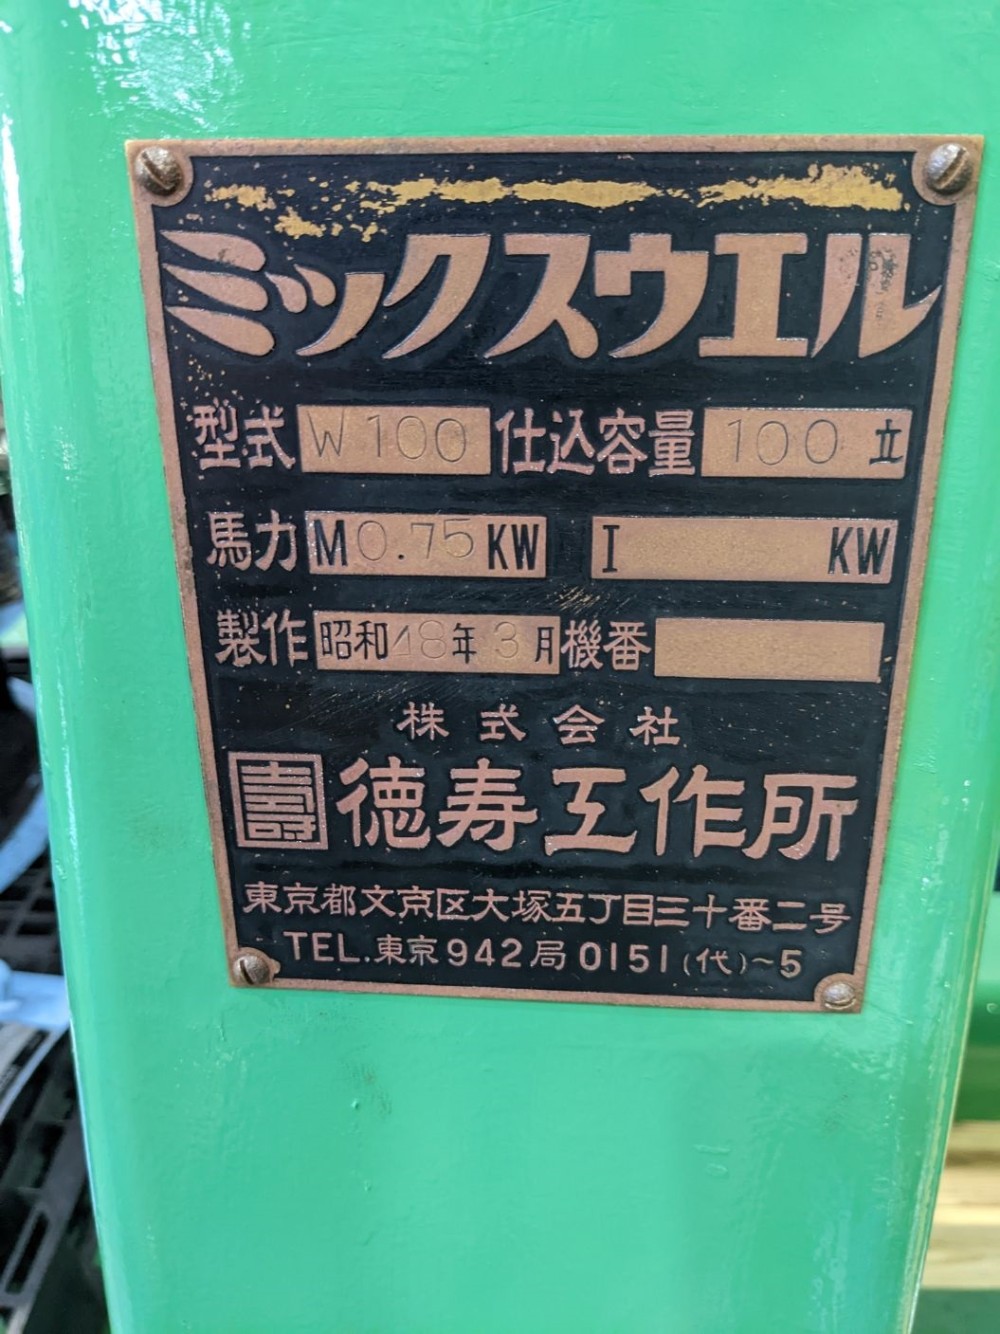 ミックスウエル
型式 W100 仕込容量 100 立
馬力 M 0.75 KW I KW
製作 昭和48年3月 機番
株式会社
壽 徳寿工作所
東京都文京区大塚五丁目三十番二号
TEL.東京942局0151(代)~5